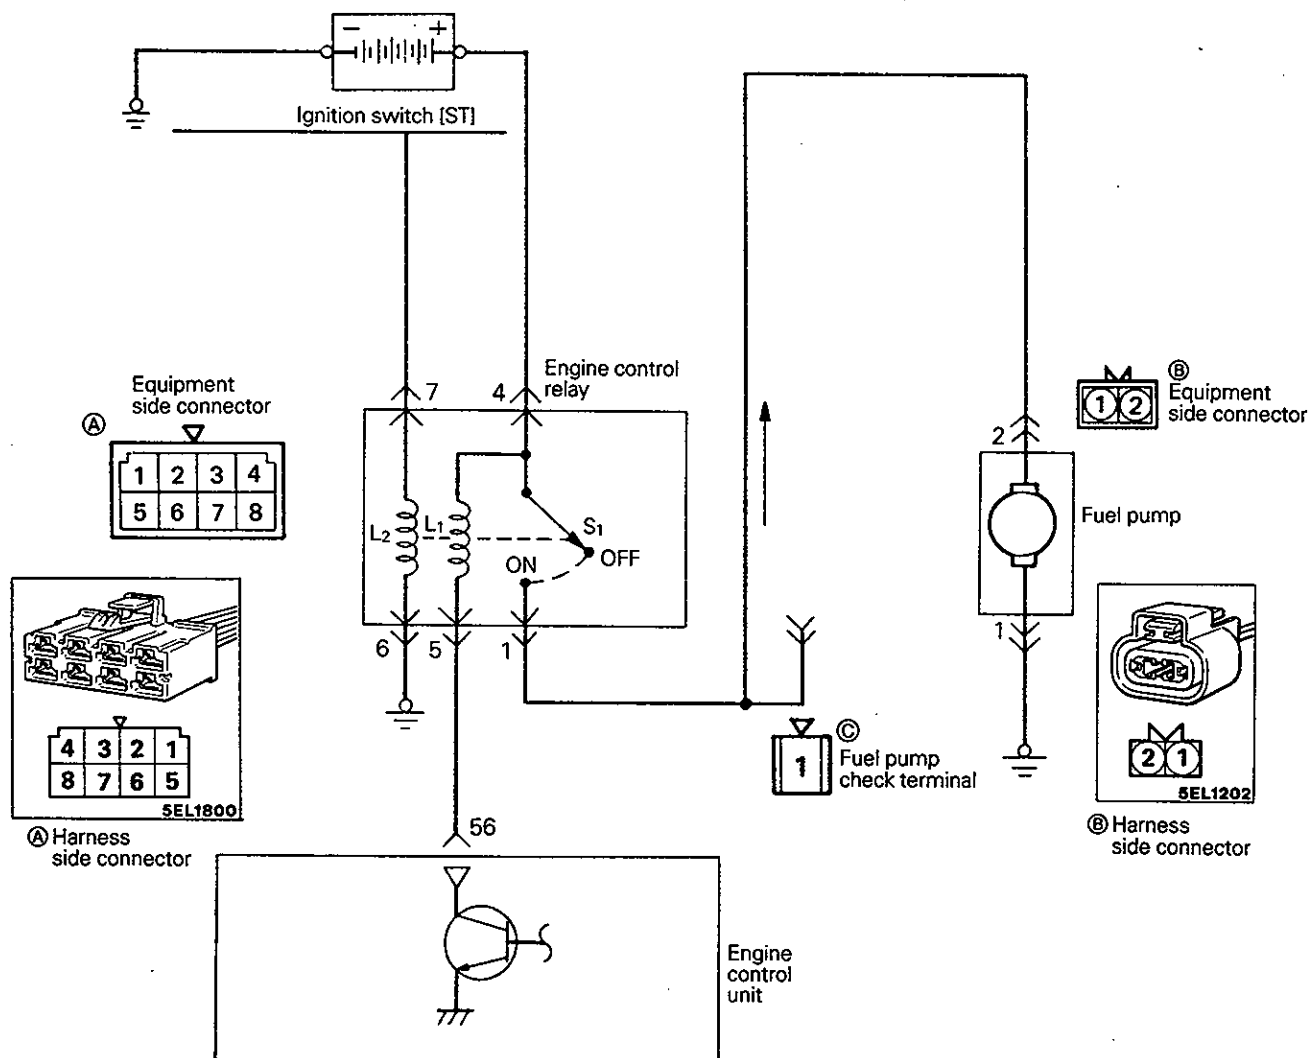 − +
Ignition switch [ST]
7
4
Engine control
relay
Equipment
side connector
Ⓐ
1 2 3 4
5 6 7 8
L2
L1
S1
OFF
ON
6
5
1
4 3 2 1
8 7 6 5
5EL1800
Ⓐ Harness
side connector
56
Engine
control
unit
Ⓒ
1
Fuel pump
check terminal
Ⓑ
1 2
Equipment
side connector
2
Fuel pump
1
2 1
5EL1202
Ⓑ Harness
side connector